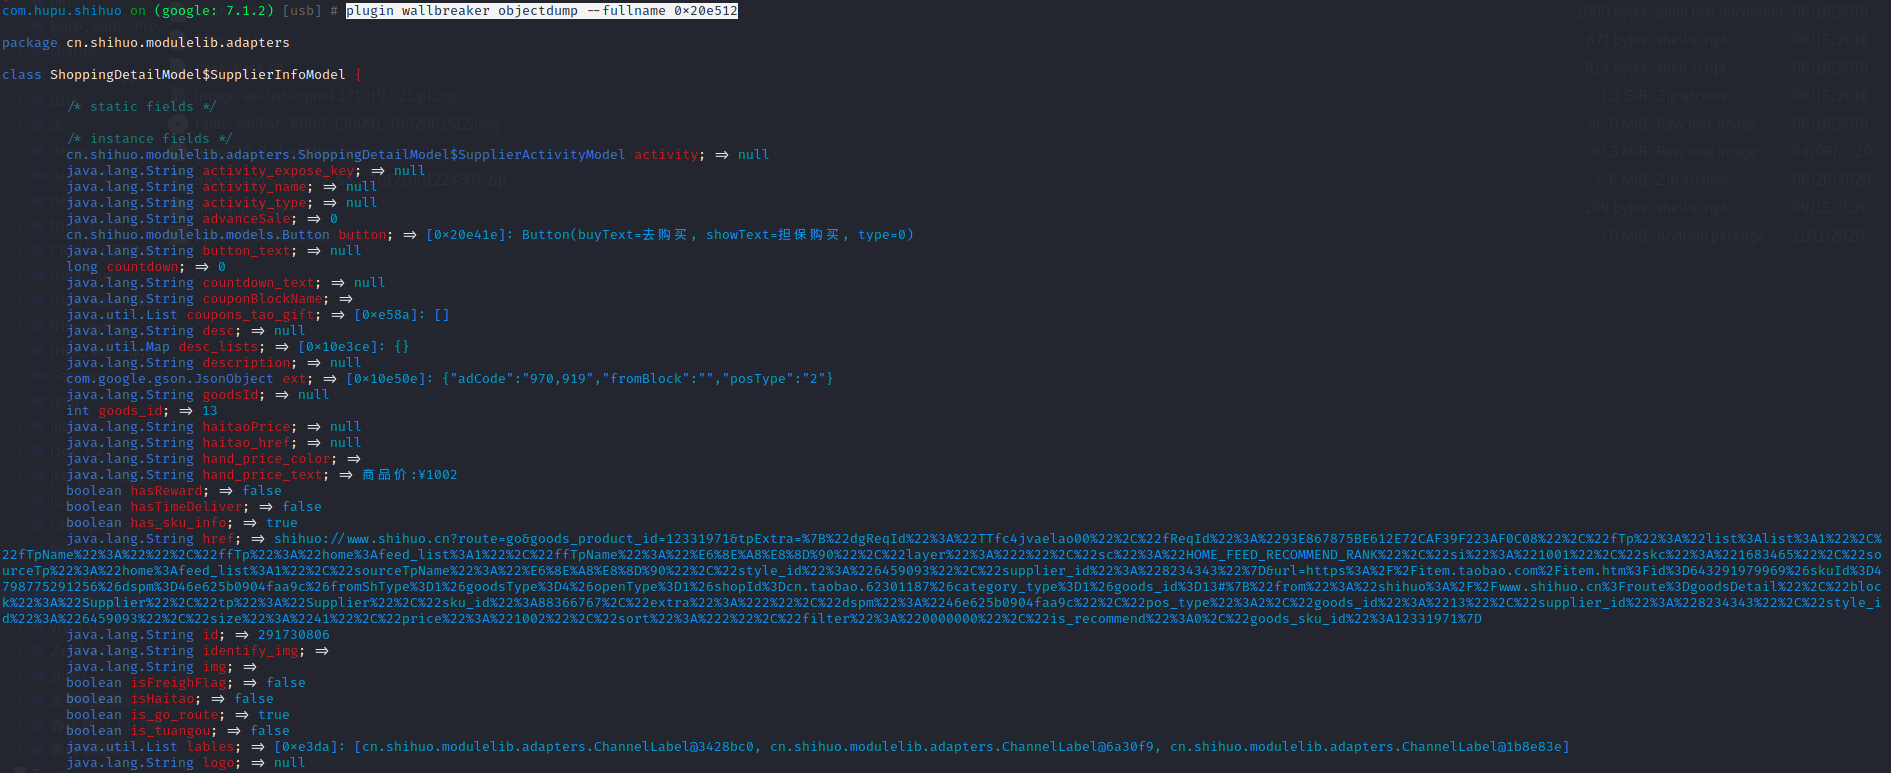 com.hupu.shihuo on (google: 7.1.2) [usb] # plugin wallbreaker objectdump --fullname 0×20e512
package cn.shihuo.modulelib.adapters
class ShoppingDetailModel$SupplierInfoModel {
/* static fields */
/* instance fields */
cn.shihuo.modulelib.adapters.ShoppingDetailModel$SupplierActivityModel activity; => null
java.lang.String activity_expose_key; => null
java.lang.String activity_name; => null
java.lang.String activity_type; => null
java.lang.String advanceSale; => 0
cn.shihuo.modulelib.models.Button button; => [0×20e41e]: Button(buyText=去购买, showText=担保购买, type=0)
java.lang.String button_text; => null
long countdown; => 0
java.lang.String countdown_text; => null
java.lang.String couponBlockName; =>
java.util.List coupons_tao_gift; => [0×e58a]: []
java.lang.String desc; => null
java.util.Map desc_lists; => [0×10e3ce]: {}
java.lang.String description; => null
com.google.gson.JsonObject ext; => [0×10e50e]: {"adCode":"970,919","fromBlock":"","posType":"2"}
java.lang.String goodsId; => null
int goods_id; => 13
java.lang.String haitaoPrice; => null
java.lang.String haitao_href; => null
java.lang.String hand_price_color; =>
java.lang.String hand_price_text; => 商品价:¥1002
boolean hasReward; => false
boolean hasTimeDeliver; => false
boolean has_sku_info; => true
java.lang.String href; => shihuo://www.shihuo.cn?route=go&goods_product_id=12331971&tpExtra=%7B%22dgReqId%22%3A%22TTfc4jvaelao00%22%2C%22fReqId%22%3A%2293E867875BE612E72CAF39F223AF0C08%22%2C%22fTp%22%3A%22list%3Alist%3A1%22%2C%
22fTpName%22%3A%22%22%2C%22ffTp%22%3A%22home%3Afeed_list%3A1%22%2C%22ffTpName%22%3A%22%E6%8E%A8%E8%8D%90%22%2C%22layer%22%3A%222%22%2C%22sc%22%3A%22HOME_FEED_RECOMMEND_RANK%22%2C%22si%22%3A%221001%22%2C%22skc%22%3A%221683465%22%2C%22so
urceTp%22%3A%22home%3Afeed_list%3A1%22%2C%22sourceTpName%22%3A%22%E6%8E%A8%E8%8D%90%22%2C%22style_id%22%3A%226459093%22%2C%22supplier_id%22%3A%228234343%22%7D&url=https%3A%2F%2Fitem.taobao.com%2Fitem.htm%3Fid%3D643291979969%26skuId%3D4
798775291256%26dspm%3D46e625b0904faa9c%26fromShType%3D1%26goodsType%3D4%26openType%3D1%26shopId%3Dcn.taobao.62301187%26category_type%3D1%26goods_id%3D13#%7B%22from%22%3A%22shihuo%3A%2F%2Fwww.shihuo.cn%3Froute%3DgoodsDetail%22%2C%22bloc
k%22%3A%22Supplier%22%2C%22tp%22%3A%22Supplier%22%2C%22sku_id%22%3A88366767%2C%22extra%22%3A%22%22%2C%22dspm%22%3A%2246e625b0904faa9c%22%2C%22pos_type%22%3A2%2C%22goods_id%22%3A%2213%22%2C%22supplier_id%22%3A%228234343%22%2C%22style_i
d%22%3A%226459093%22%2C%22size%22%3A%2241%22%2C%22price%22%3A%221002%22%2C%22sort%22%3A%222%22%2C%22filter%22%3A%220000000%22%2C%22is_recommend%22%3A0%2C%22goods_sku_id%22%3A12331971%7D
java.lang.String id; => 291730806
java.lang.String identify_img; =>
java.lang.String img; =>
boolean isFreighFlag; => false
boolean isHaitao; => false
boolean is_go_route; => true
boolean is_tuangou; => false
java.util.List lables; => [0×e3da]: [cn.shihuo.modulelib.adapters.ChannelLabel@3428bc0, cn.shihuo.modulelib.adapters.ChannelLabel@6a30f9, cn.shihuo.modulelib.adapters.ChannelLabel@1b8e83e]
java.lang.String logo; => null